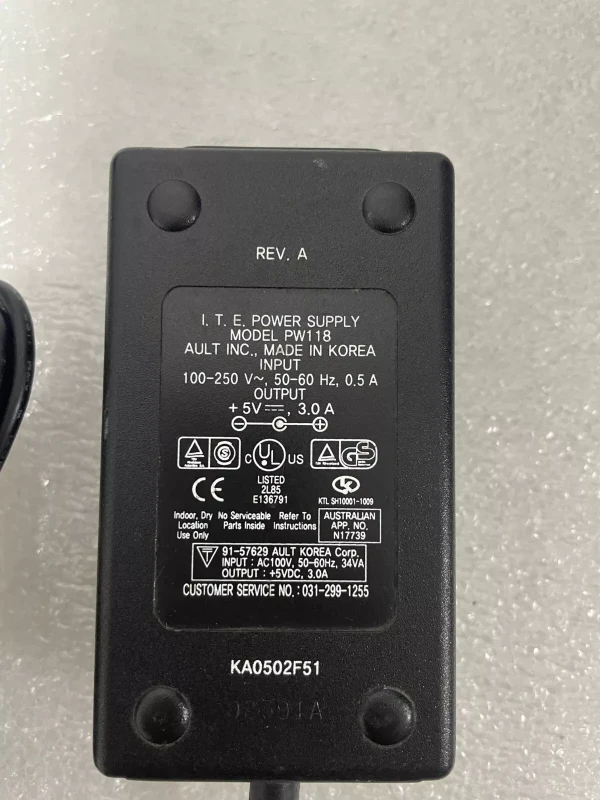 REV. A
I. T. E. POWER SUPPLY
MODEL PW118
AULT INC., MADE IN KOREA
INPUT
100-250 V~, 50-60 Hz, 0.5 A
OUTPUT
+5V⎓, 3.0 A
c UL US
LISTED
2L85
E136791
S
GS
CE
KTL SH10001-1009
Indoor, Dry Location Use Only
No Serviceable Parts Inside
Refer To Instructions
AUSTRALIAN
APP. NO.
N17739
91-57629 AULT KOREA Corp.
INPUT : AC100V, 50-60Hz, 34VA
OUTPUT : +5VDC, 3.0A
CUSTOMER SERVICE NO. : 031-299-1255
KA0502F51